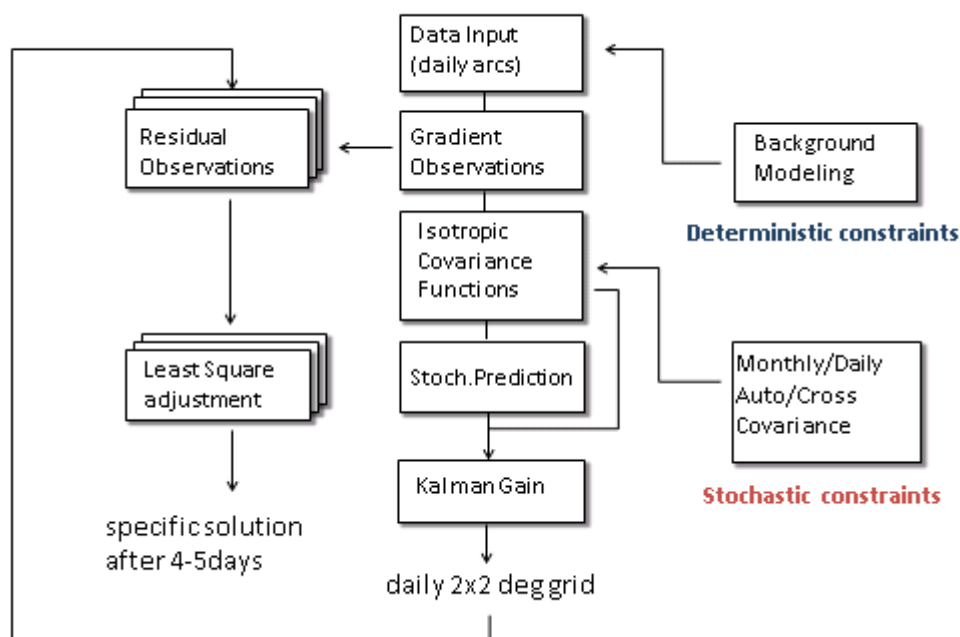 Data Input
(daily arcs)
Residual
Observations
Gradient
Observations
Background
Modeling
Deterministic constraints
Isotropic
Covariance
Functions
Least Square
adjustment
Stoch.Prediction
Monthly/Daily
Auto/Cross
Covariance
Stochastic constraints
Kalman Gain
specific solution
after 4-5days
daily 2x2 deg grid